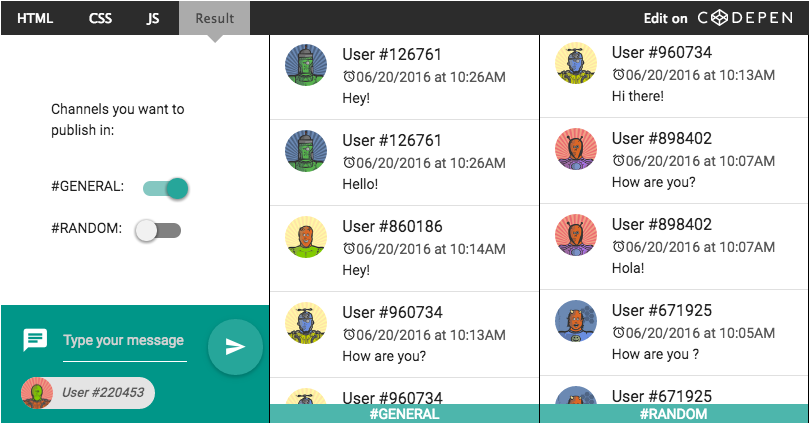 HTML CSS JS Result Edit on CODEPEN
Channels you want to
publish in:
#GENERAL:
#RANDOM:
Type your message
User #220453
User #126761
06/20/2016 at 10:26AM
Hey!
User #126761
06/20/2016 at 10:26AM
Hello!
User #860186
06/20/2016 at 10:14AM
Hey!
User #960734
06/20/2016 at 10:13AM
How are you?
User #960734
#GENERAL
User #960734
06/20/2016 at 10:13AM
Hi there!
User #898402
06/20/2016 at 10:07AM
How are you?
User #898402
06/20/2016 at 10:07AM
Hola!
User #671925
06/20/2016 at 10:05AM
How are you ?
User #671925
#RANDOM